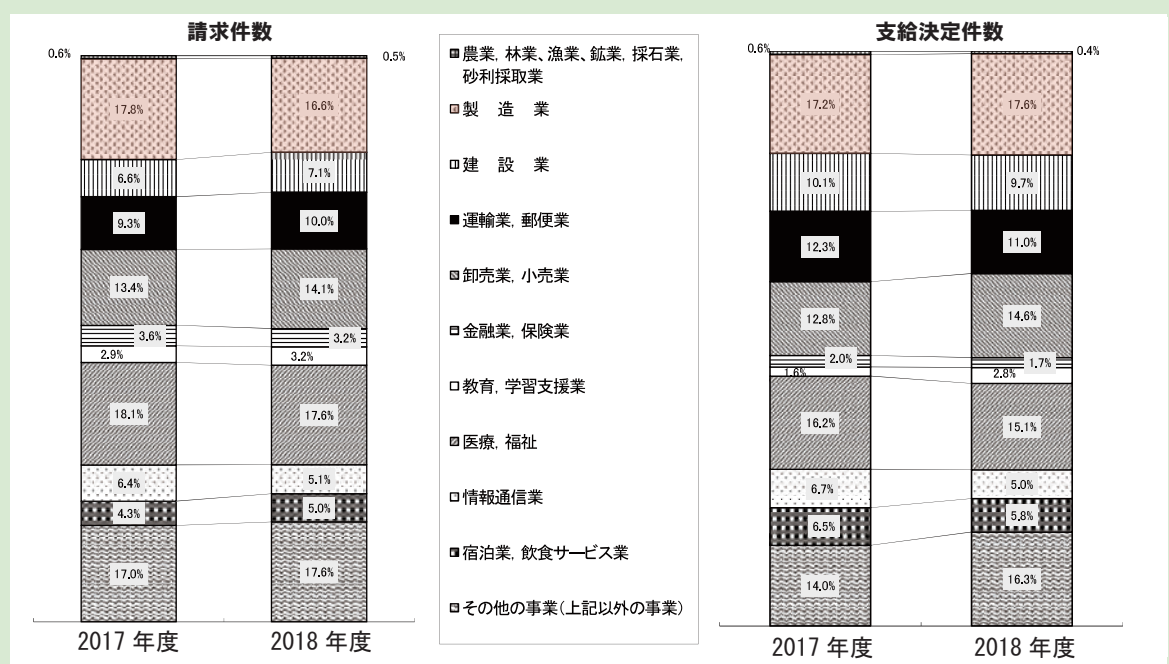 請求件数
0.6%
17.8%
6.6%
9.3%
13.4%
3.6%
2.9%
18.1%
6.4%
4.3%
17.0%
2017 年度
0.5%
16.6%
7.1%
10.0%
14.1%
3.2%
3.2%
17.6%
5.1%
5.0%
17.6%
2018 年度
農業, 林業、漁業、鉱業, 採石業,
砂利採取業
製 造 業
建 設 業
運輸業, 郵便業
卸売業, 小売業
金融業, 保険業
教育, 学習支援業
医療, 福祉
情報通信業
宿泊業, 飲食サービス業
その他の事業(上記以外の事業)
支給決定件数
0.6%
17.2%
10.1%
12.3%
12.8%
2.0%
1.6%
16.2%
6.7%
6.5%
14.0%
2017 年度
0.4%
17.6%
9.7%
11.0%
14.6%
1.7%
2.8%
15.1%
5.0%
5.8%
16.3%
2018 年度